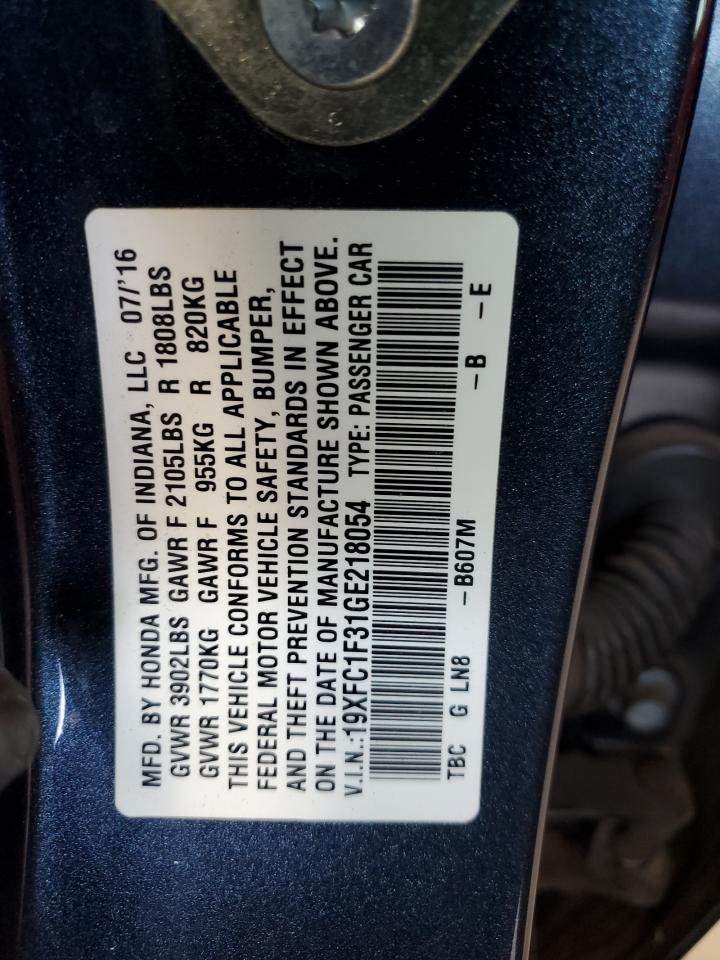 MFD. BY HONDA MFG. OF INDIANA, LLC 07/'16
GVWR 3902LBS GAWR F 2105LBS R 1808LBS
GVWR 1770KG GAWR F 955KG R 820KG
THIS VEHICLE CONFORMS TO ALL APPLICABLE
FEDERAL MOTOR VEHICLE SAFETY, BUMPER,
AND THEFT PREVENTION STANDARDS IN EFFECT
ON THE DATE OF MANUFACTURE SHOWN ABOVE.
V.I.N.:19XFC1F31GE218054 TYPE: PASSENGER CAR
TBC G LN8 –B607M –B –E